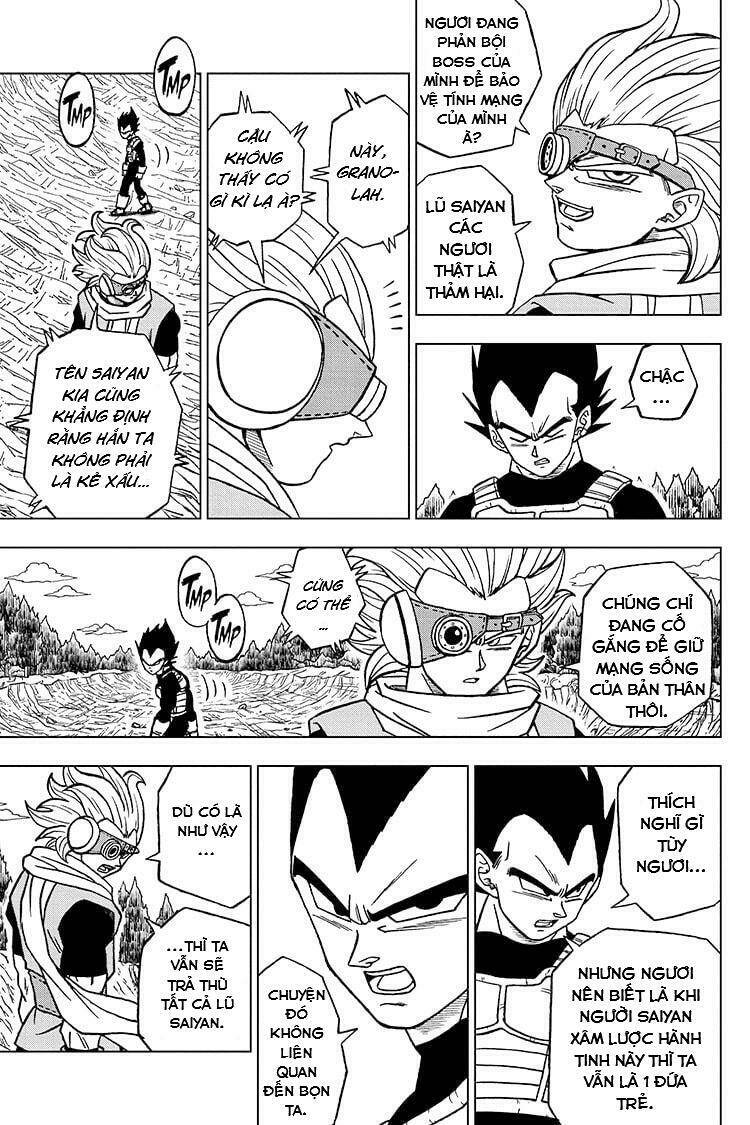 NGƯƠI ĐANG
PHẢN BỘI
BOSS CỦA
MÌNH ĐỂ BẢO
VỆ TÍNH MẠNG
CỦA MÌNH
À?
LŨ SAIYAN
CÁC
NGƯƠI
THẬT LÀ
THẢM HẠI.
NÀY,
GRANO-
LAH.
CẬU
KHÔNG
THẤY CÓ
GÌ KÌ LẠ À?
TMP
TMP
TÊN SAIYAN
KIA CŨNG
KHẲNG ĐỊNH
RẰNG HẮN TA
KHÔNG PHẢI
LÀ KẺ XẤU...
CHẬC
...
CHÚNG CHỈ
ĐANG CỐ
GẮNG ĐỂ GIỮ
MẠNG SỐNG
CỦA BẢN THÂN
THÔI.
CŨNG
CÓ THỂ
...
TMP
TMP
THÍCH
NGHĨ GÌ
TÙY
NGƯƠI...
NHƯNG NGƯƠI
NÊN BIẾT LÀ KHI
NGƯỜI SAIYAN
XÂM LƯỢC HÀNH
TINH NÀY THÌ TA
VẪN LÀ 1 ĐỨA
TRẺ.
CHUYỆN
ĐÓ
KHÔNG
LIÊN
QUAN
ĐẾN BỌN
TA.
DÙ CÓ LÀ
NHƯ VẬY
...
...THÌ TA
VẪN SẼ
TRẢ THÙ
TẤT CẢ LŨ
SAIYAN.